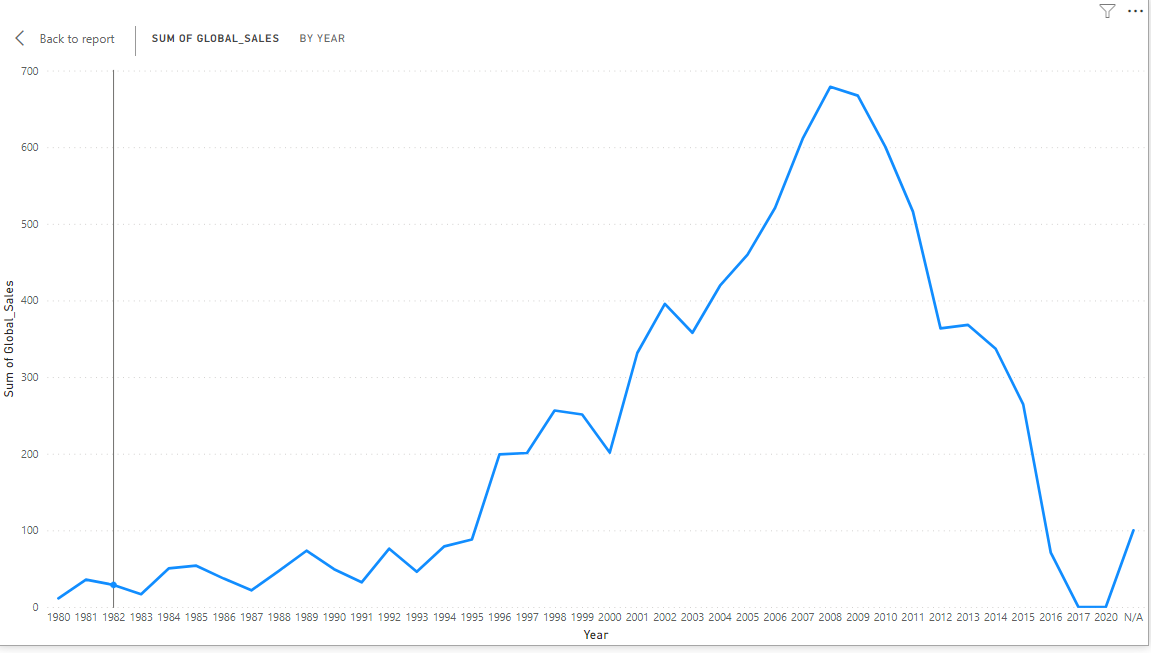 Back to report SUM OF GLOBAL_SALES BY YEAR
700
600
500
400
300
200
100
0
Sum of Global_Sales
1980 1981 1982 1983 1984 1985 1986 1987 1988 1989 1990 1991 1992 1993 1994 1995 1996 1997 1998 1999 2000 2001 2002 2003 2004 2005 2006 2007 2008 2009 2010 2011 2012 2013 2014 2015 2016 2017 2020 N/A
Year